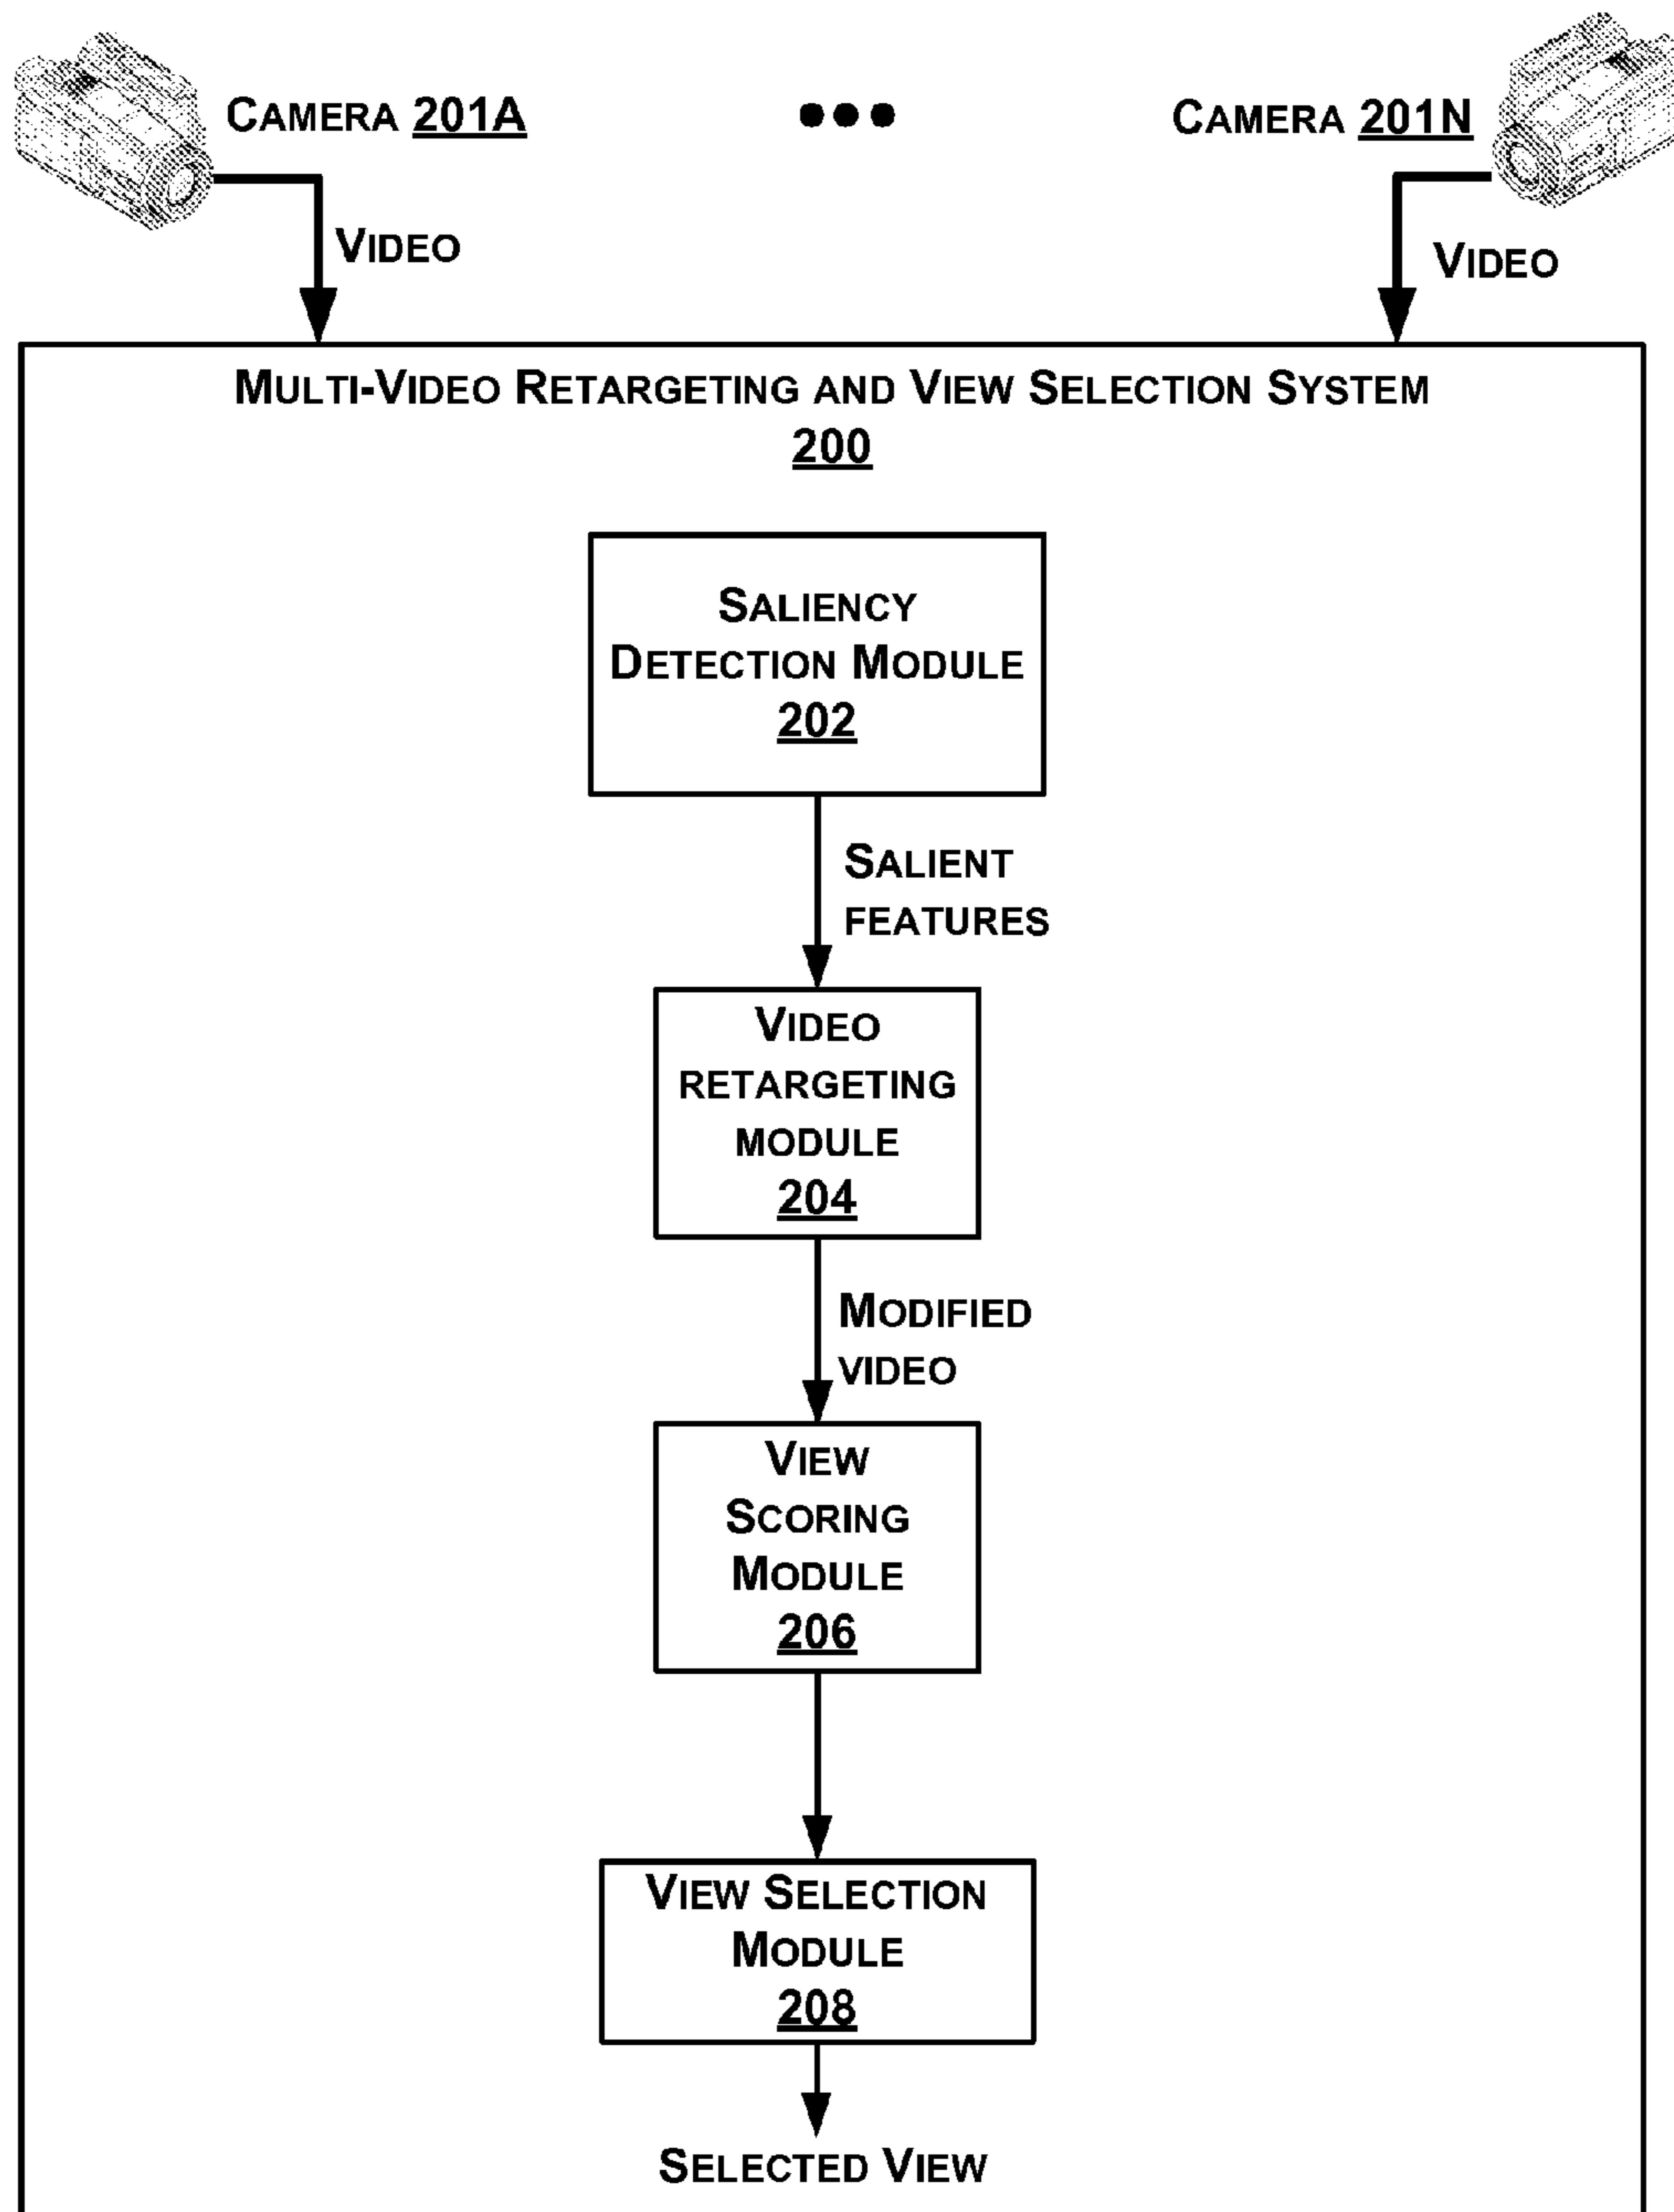 CAMERA 201A
●●●
CAMERA 201N
VIDEO
VIDEO
MULTI-VIDEO RETARGETING AND VIEW SELECTION SYSTEM
200
SALIENCY
DETECTION MODULE
202
SALIENT
FEATURES
VIDEO
RETARGETING
MODULE
204
MODIFIED
VIDEO
VIEW
SCORING
MODULE
206
VIEW SELECTION
MODULE
208
SELECTED VIEW